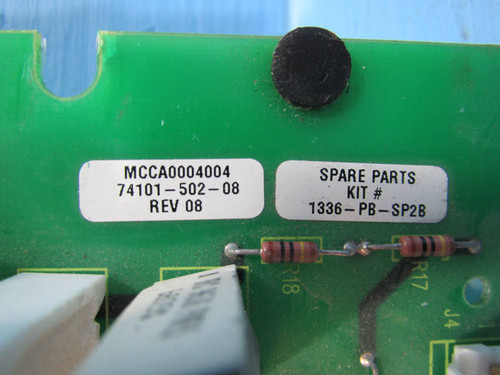 MCCA0004004
74101-502-08
REV 08
SPARE PARTS
KIT #
1336-PB-SP2B
R18
R17
J4